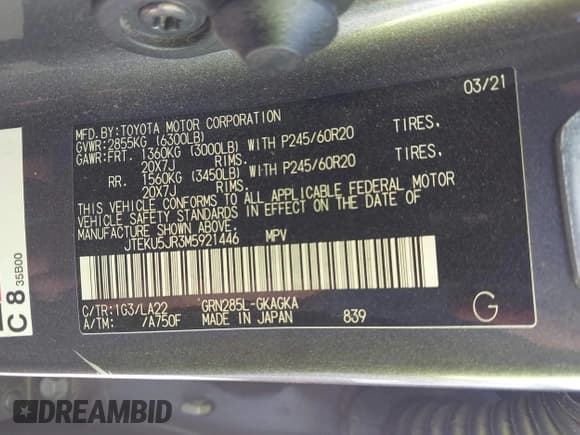 03/21
MFD.BY:TOYOTA MOTOR CORPORATION
GVWR:2855KG (6300LB)
GAWR:FRT. 1360KG (3000LB) WITH P245/60R20 TIRES.
20X7J RIMS.
RR. 1560KG (3450LB) WITH P245/60R20 TIRES.
20X7J RIMS.
THIS VEHICLE CONFORMS TO ALL APPLICABLE FEDERAL MOTOR
VEHICLE SAFETY STANDARDS IN EFFECT ON THE DATE OF
MANUFACTURE SHOWN ABOVE.
JTEKU5JR3M5921446 MPV
C/TR:1G3/LA22 GRN285L-GKAGKA
A/TM: /A750F MADE IN JAPAN 839
G
C 8 35B00
DREAMBID